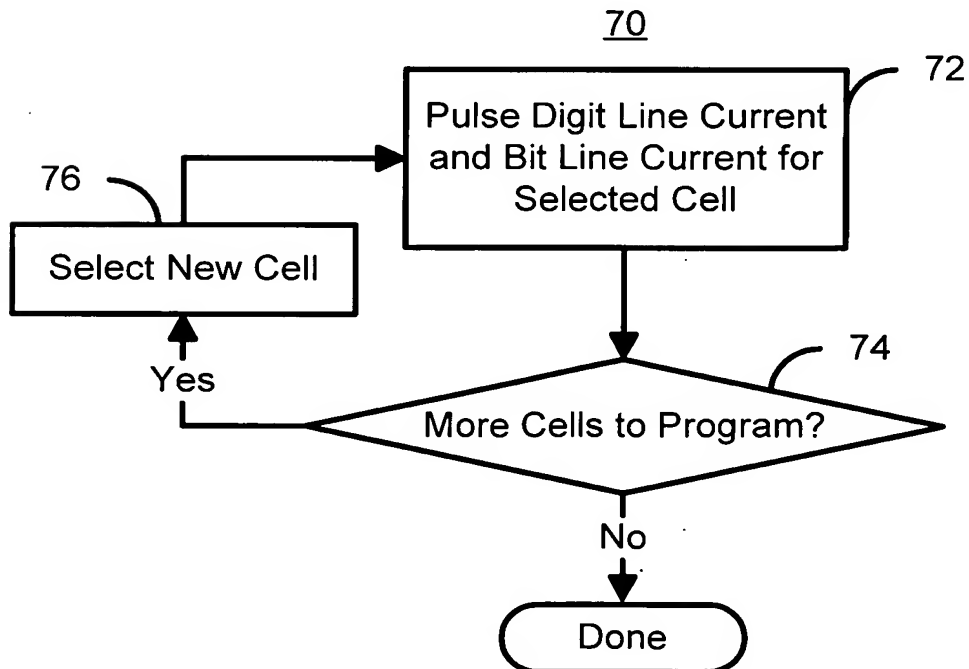 70
72
Pulse Digit Line Current
and Bit Line Current for
Selected Cell
76
Select New Cell
74
Yes
More Cells to Program?
No
Done